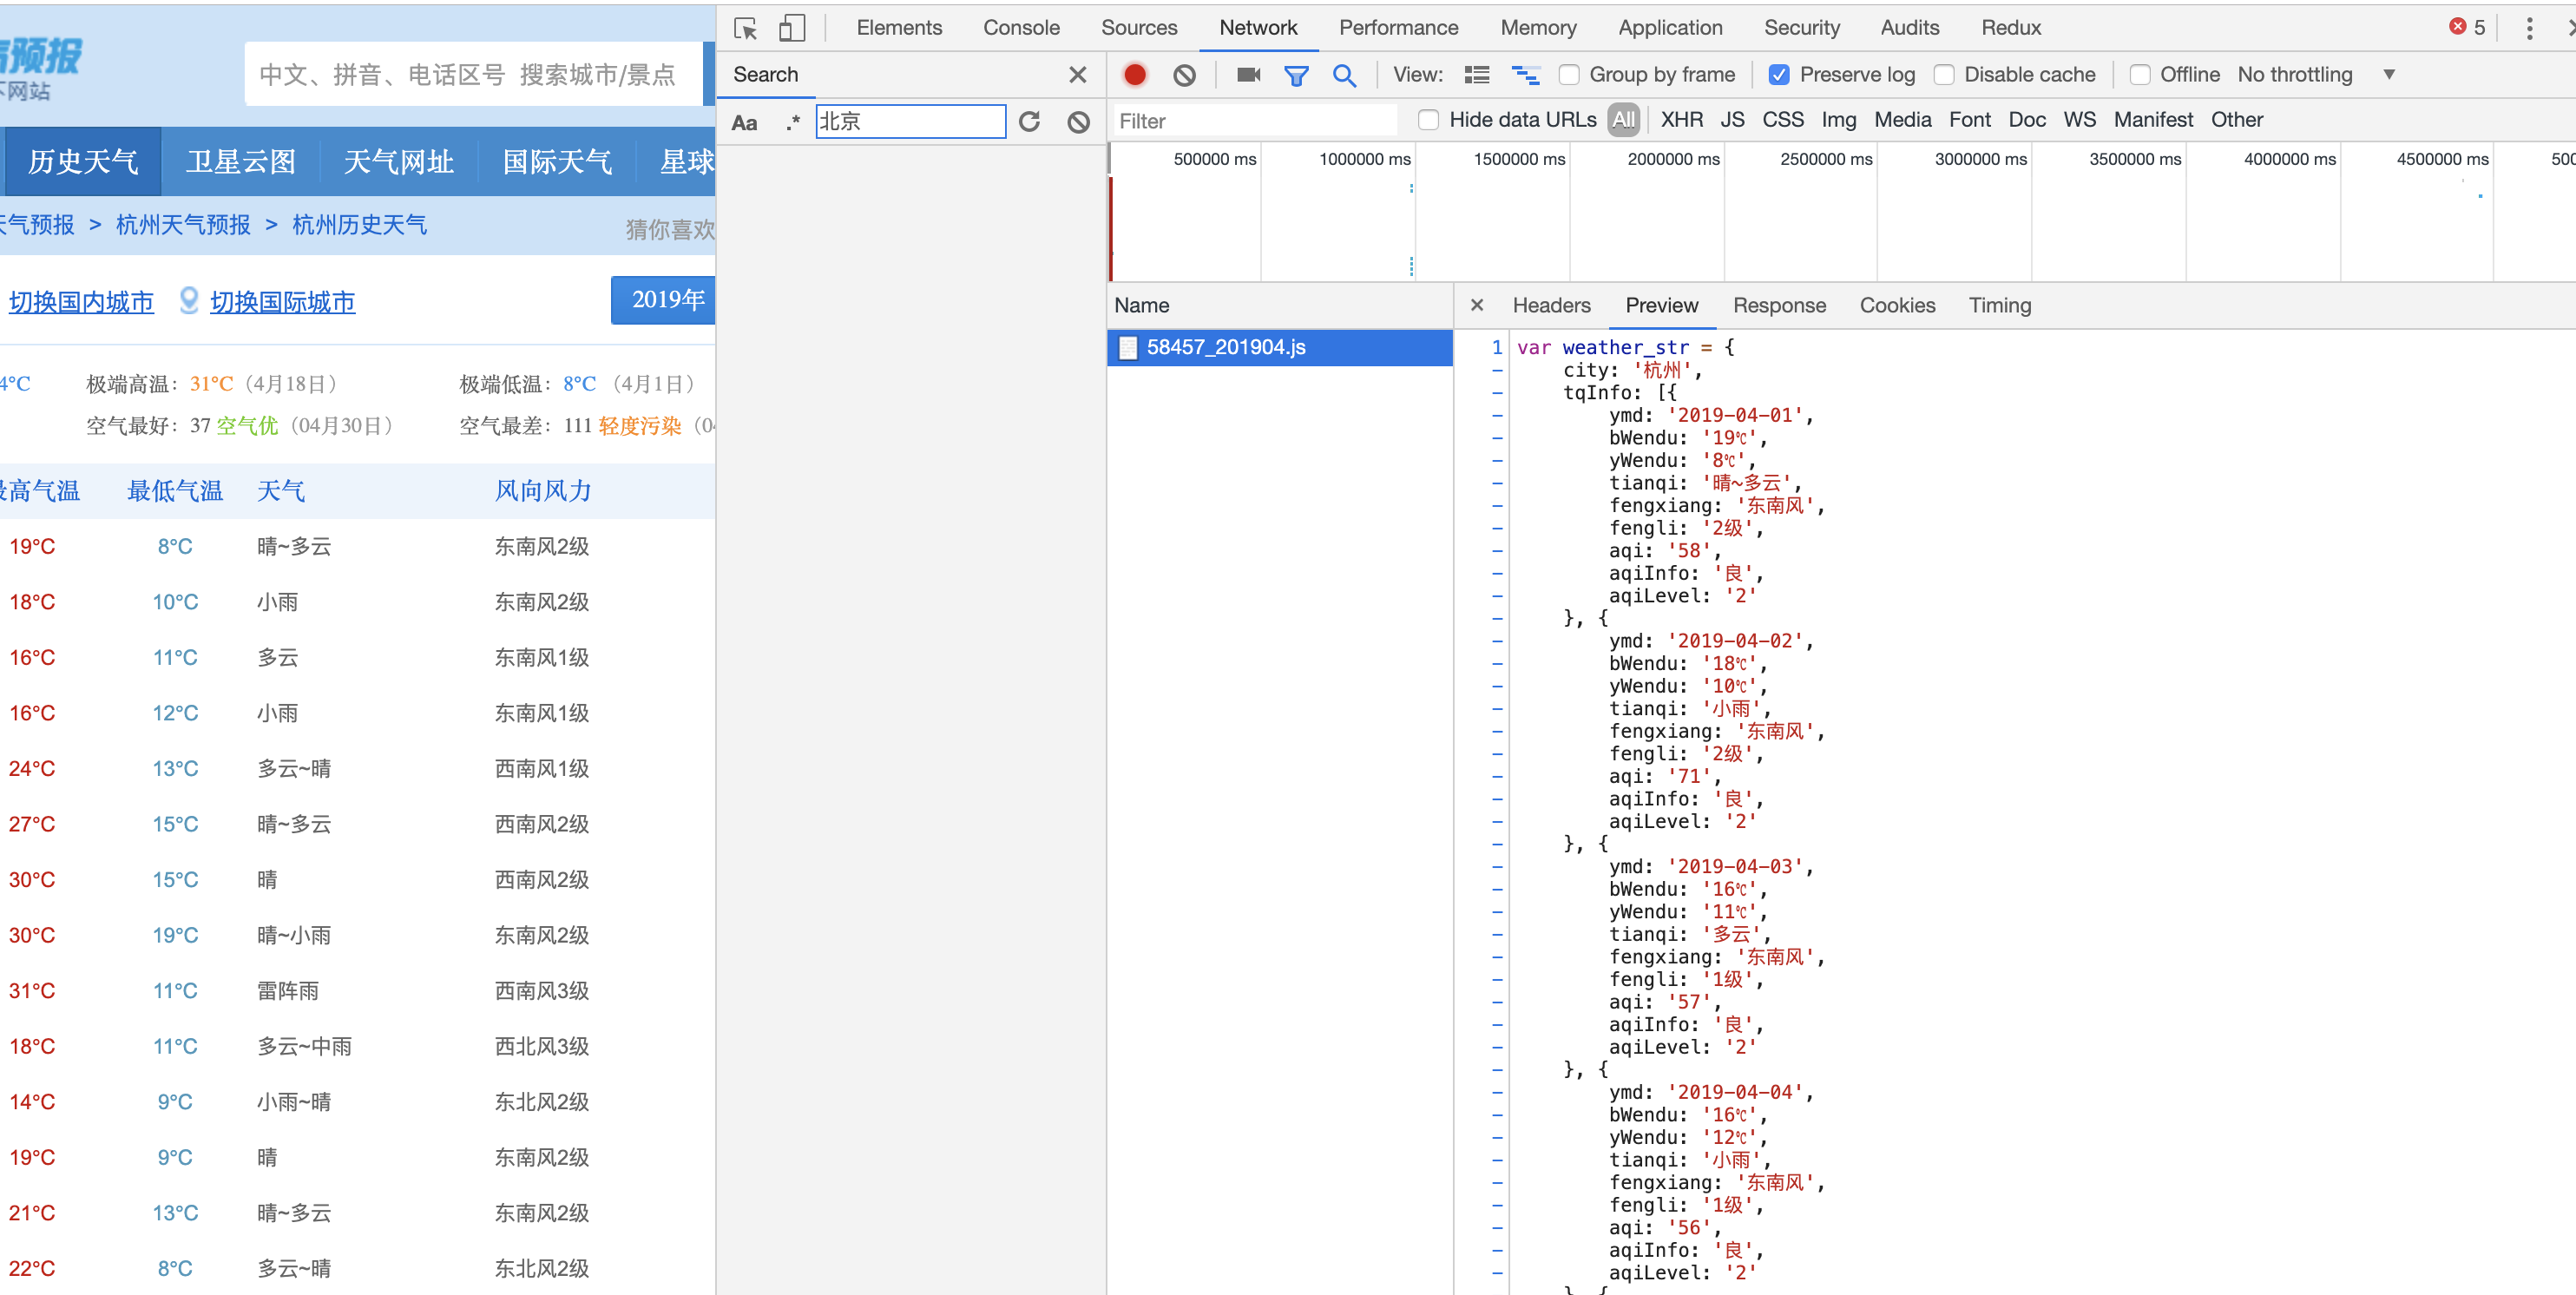 预报
下网站
中文、拼音、电话区号 搜索城市/景点
历史天气 卫星云图 天气网址 国际天气 星球
天气预报 > 杭州天气预报 > 杭州历史天气 猜你喜欢
切换国内城市 切换国际城市 2019年
4°C 极端高温：31°C（4月18日） 极端低温：8°C （4月1日）
空气最好：37 空气优（04月30日） 空气最差：111 轻度污染（0
最高气温 最低气温 天气 风向风力
19°C 8°C 晴~多云 东南风2级
18°C 10°C 小雨 东南风2级
16°C 11°C 多云 东南风1级
16°C 12°C 小雨 东南风1级
24°C 13°C 多云~晴 西南风1级
27°C 15°C 晴~多云 西南风2级
30°C 15°C 晴 西南风2级
30°C 19°C 晴~小雨 东南风2级
31°C 11°C 雷阵雨 西南风3级
18°C 11°C 多云~中雨 西北风3级
14°C 9°C 小雨~晴 东北风2级
19°C 9°C 晴 东南风2级
21°C 13°C 晴~多云 东南风2级
22°C 8°C 多云~晴 东北风2级
Elements Console Sources Network Performance Memory Application Security Audits Redux 5
Search
Aa .* 北京
View: Group by frame Preserve log Disable cache Offline No throttling
Filter Hide data URLs All XHR JS CSS Img Media Font Doc WS Manifest Other
500000 ms 1000000 ms 1500000 ms 2000000 ms 2500000 ms 3000000 ms 3500000 ms 4000000 ms 4500000 ms 500
Name
58457_201904.js
Headers Preview Response Cookies Timing
1 var weather_str = {
city: '杭州',
tqInfo: [{
ymd: '2019-04-01',
bWendu: '19℃',
yWendu: '8℃',
tianqi: '晴~多云',
fengxiang: '东南风',
fengli: '2级',
aqi: '58',
aqiInfo: '良',
aqiLevel: '2'
}, {
ymd: '2019-04-02',
bWendu: '18℃',
yWendu: '10℃',
tianqi: '小雨',
fengxiang: '东南风',
fengli: '2级',
aqi: '71',
aqiInfo: '良',
aqiLevel: '2'
}, {
ymd: '2019-04-03',
bWendu: '16℃',
yWendu: '11℃',
tianqi: '多云',
fengxiang: '东南风',
fengli: '1级',
aqi: '57',
aqiInfo: '良',
aqiLevel: '2'
}, {
ymd: '2019-04-04',
bWendu: '16℃',
yWendu: '12℃',
tianqi: '小雨',
fengxiang: '东南风',
fengli: '1级',
aqi: '56',
aqiInfo: '良',
aqiLevel: '2'
}, {